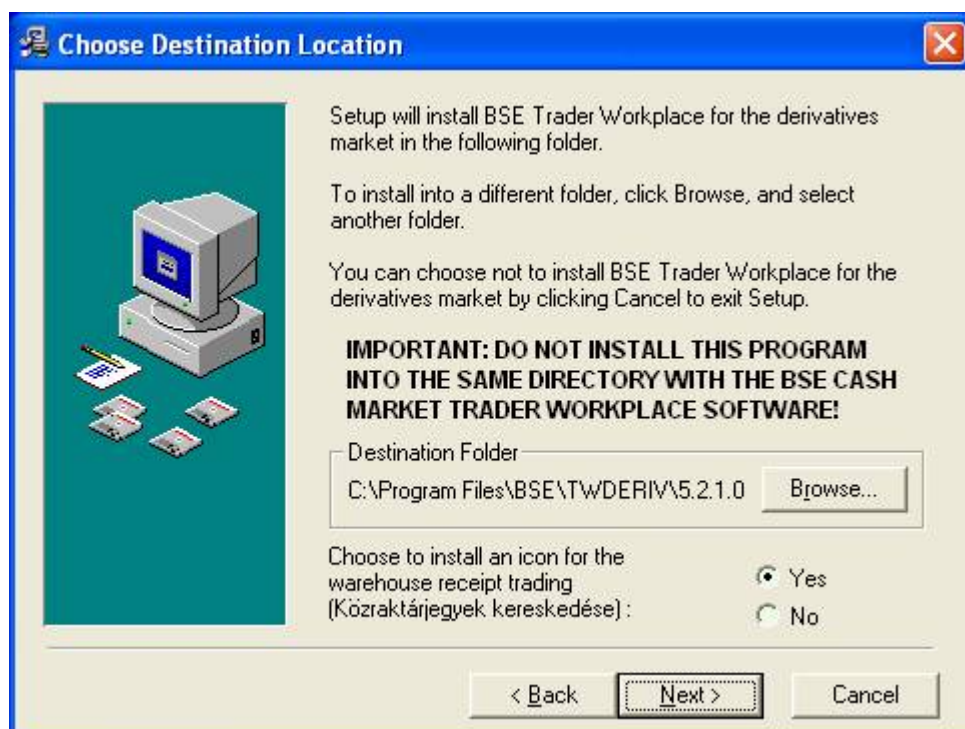 Choose Destination Location
Setup will install BSE Trader Workplace for the derivatives
market in the following folder.
To install into a different folder, click Browse, and select
another folder.
You can choose not to install BSE Trader Workplace for the
derivatives market by clicking Cancel to exit Setup.
IMPORTANT: DO NOT INSTALL THIS PROGRAM
INTO THE SAME DIRECTORY WITH THE BSE CASH
MARKET TRADER WORKPLACE SOFTWARE!
Destination Folder
C:\Program Files\BSE\TWDERIV\5.2.1.0 Browse...
Choose to install an icon for the
warehouse receipt trading
(Közraktárjegyek kereskedése) :
Yes
No
< Back Next > Cancel